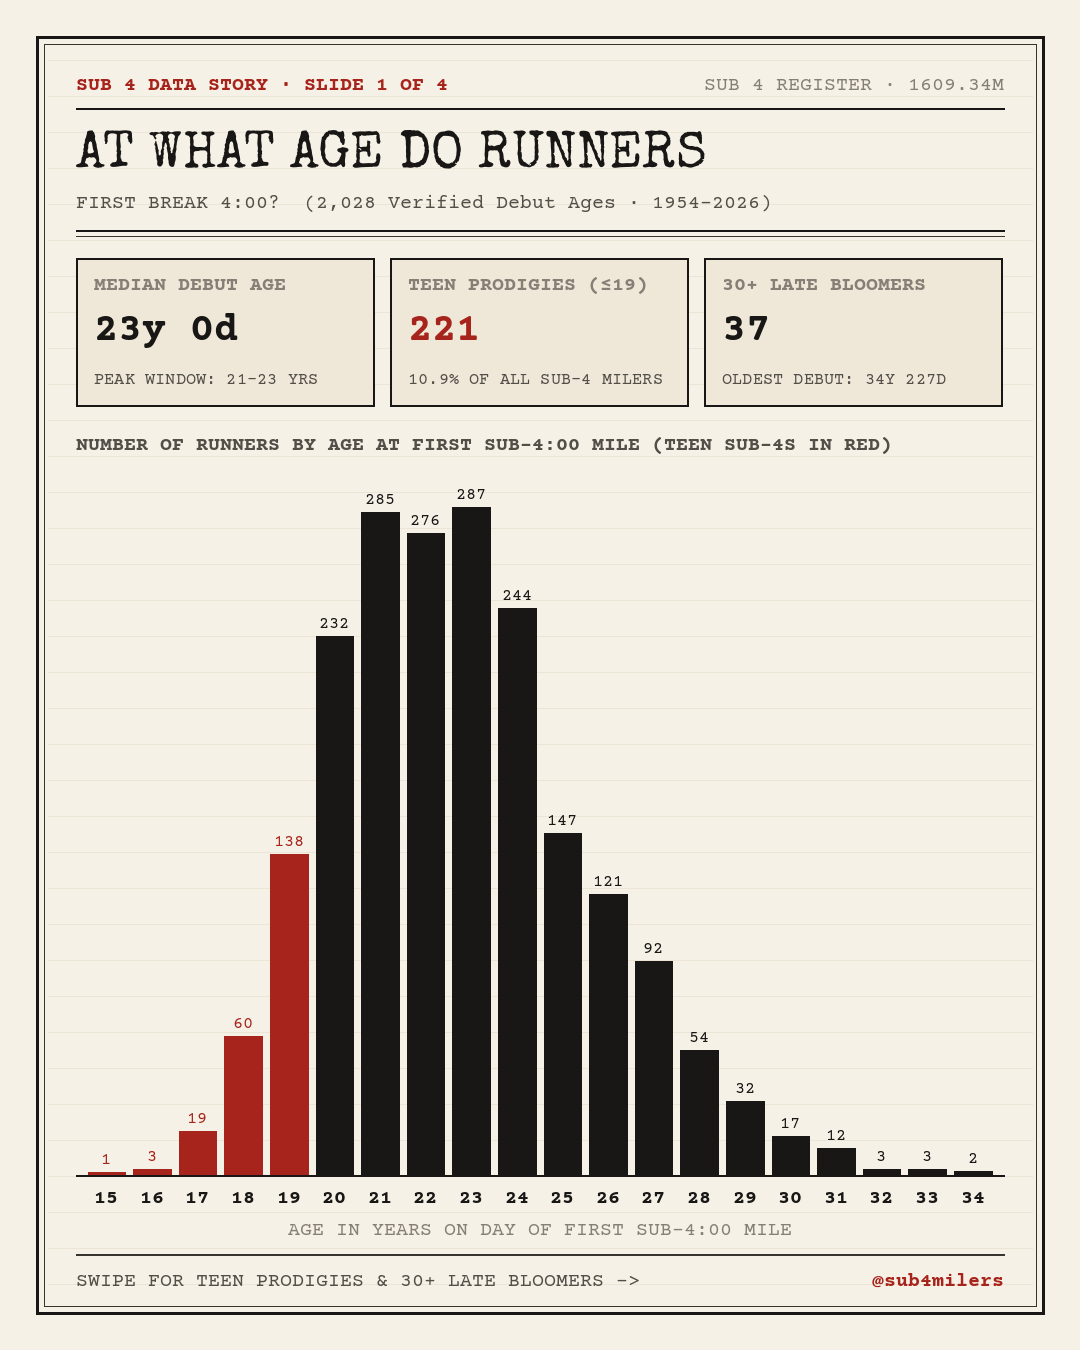 SUB 4 DATA STORY · SLIDE 1 OF 4
SUB 4 REGISTER · 1609.34M
AT WHAT AGE DO RUNNERS
FIRST BREAK 4:00? (2,028 Verified Debut Ages · 1954–2026)
MEDIAN DEBUT AGE
23y 0d
PEAK WINDOW: 21–23 YRS
TEEN PRODIGIES (≤19)
221
10.9% OF ALL SUB-4 MILERS
30+ LATE BLOOMERS
37
OLDEST DEBUT: 34Y 227D
NUMBER OF RUNNERS BY AGE AT FIRST SUB-4:00 MILE (TEEN SUB-4S IN RED)
1 3 19 60 138 232 285 276 287 244 147 121 92 54 32 17 12 3 3 2
15 16 17 18 19 20 21 22 23 24 25 26 27 28 29 30 31 32 33 34
AGE IN YEARS ON DAY OF FIRST SUB-4:00 MILE
SWIPE FOR TEEN PRODIGIES & 30+ LATE BLOOMERS –>
@sub4milers